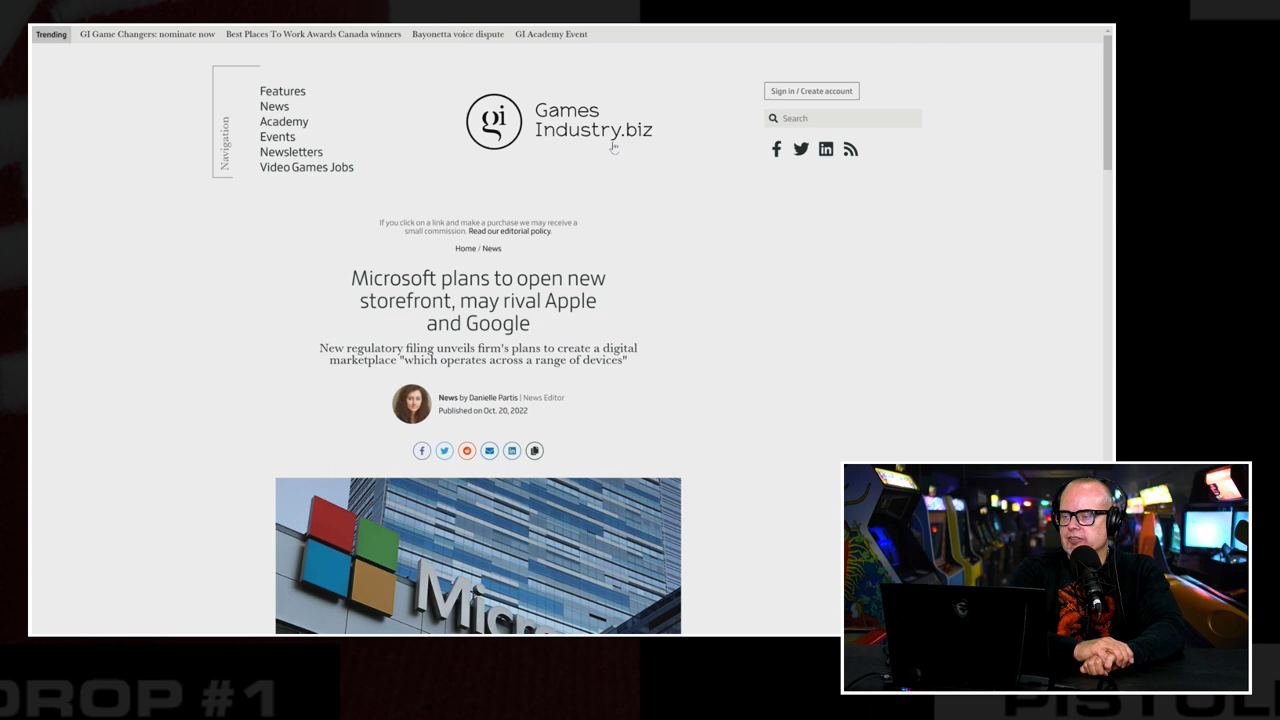 Trending GI Game Changers: nominate now Best Places To Work Awards Canada winners Bayonetta voice dispute GI Academy Event
Navigation
Features
News
Academy
Events
Newsletters
Video Games Jobs
gi
Games
Industry.biz
Sign in / Create account
Search
If you click on a link and make a purchase we may receive a
small commission. Read our editorial policy.
Home / News
Microsoft plans to open new
storefront, may rival Apple
and Google
New regulatory filing unveils firm's plans to create a digital
marketplace "which operates across a range of devices"
News by Danielle Partis | News Editor
Published on Oct. 20, 2022
Micr
DROP #1
PISTOL